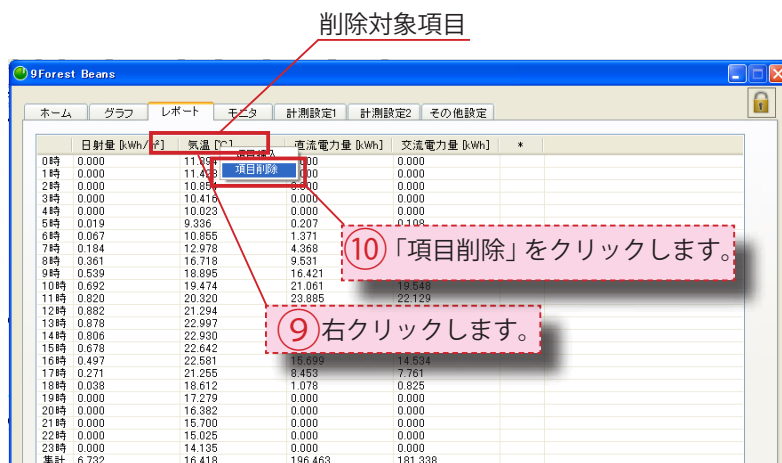 削除対象項目
9Forest Beans
ホーム グラフ レポート モニタ 計測設定1 計測設定2 その他設定
日射量 [kWh/㎡] 気温 [℃] 直流電力量 [kWh] 交流電力量 [kWh] *
項目挿入
項目削除
0時 0.000 11.894 0.000
1時 0.000 0.000
2時 0.000 0.000
3時 0.000 10.416 0.000 0.000
4時 0.000 10.023 0.000 0.000
5時 0.019 9.336 0.207
6時 0.067 10.855 1.371
7時 0.184 12.978 4.368
8時 0.361 16.718 9.531
9時 0.539 18.895 16.421
10時 0.692 19.474 21.061 19.548
11時 0.820 20.320 23.885 22.129
12時 0.882 21.294
13時 0.878 22.997
14時 0.806 22.930
15時 0.678 22.642
16時 0.497 22.581 15.699 14.534
17時 0.271 21.255 8.453 7.761
18時 0.038 18.612 1.078 0.825
19時 0.000 17.279 0.000 0.000
20時 0.000 16.382 0.000 0.000
21時 0.000 15.700 0.000 0.000
22時 0.000 15.025 0.000 0.000
23時 0.000 14.135 0.000 0.000
集計 6.732 16.418 196.463 181.338
⑩「項目削除」をクリックします。
⑨右クリックします。